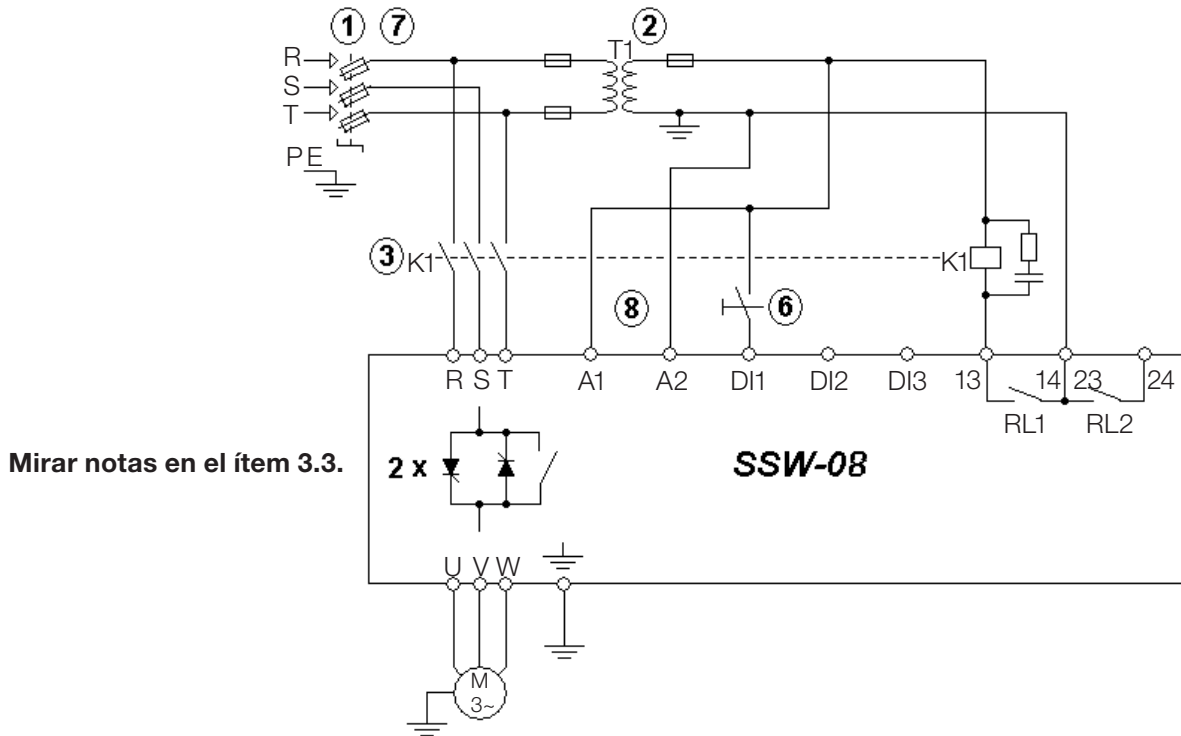 1 7 2
R
S
T
T1
PE
3 K1 K1
8 6
R S T A1 A2 DI1 DI2 DI3 13 14 23 24
RL1 RL2
Mirar notas en el ítem 3.3.
2 x
SSW-08
U V W
M
3~